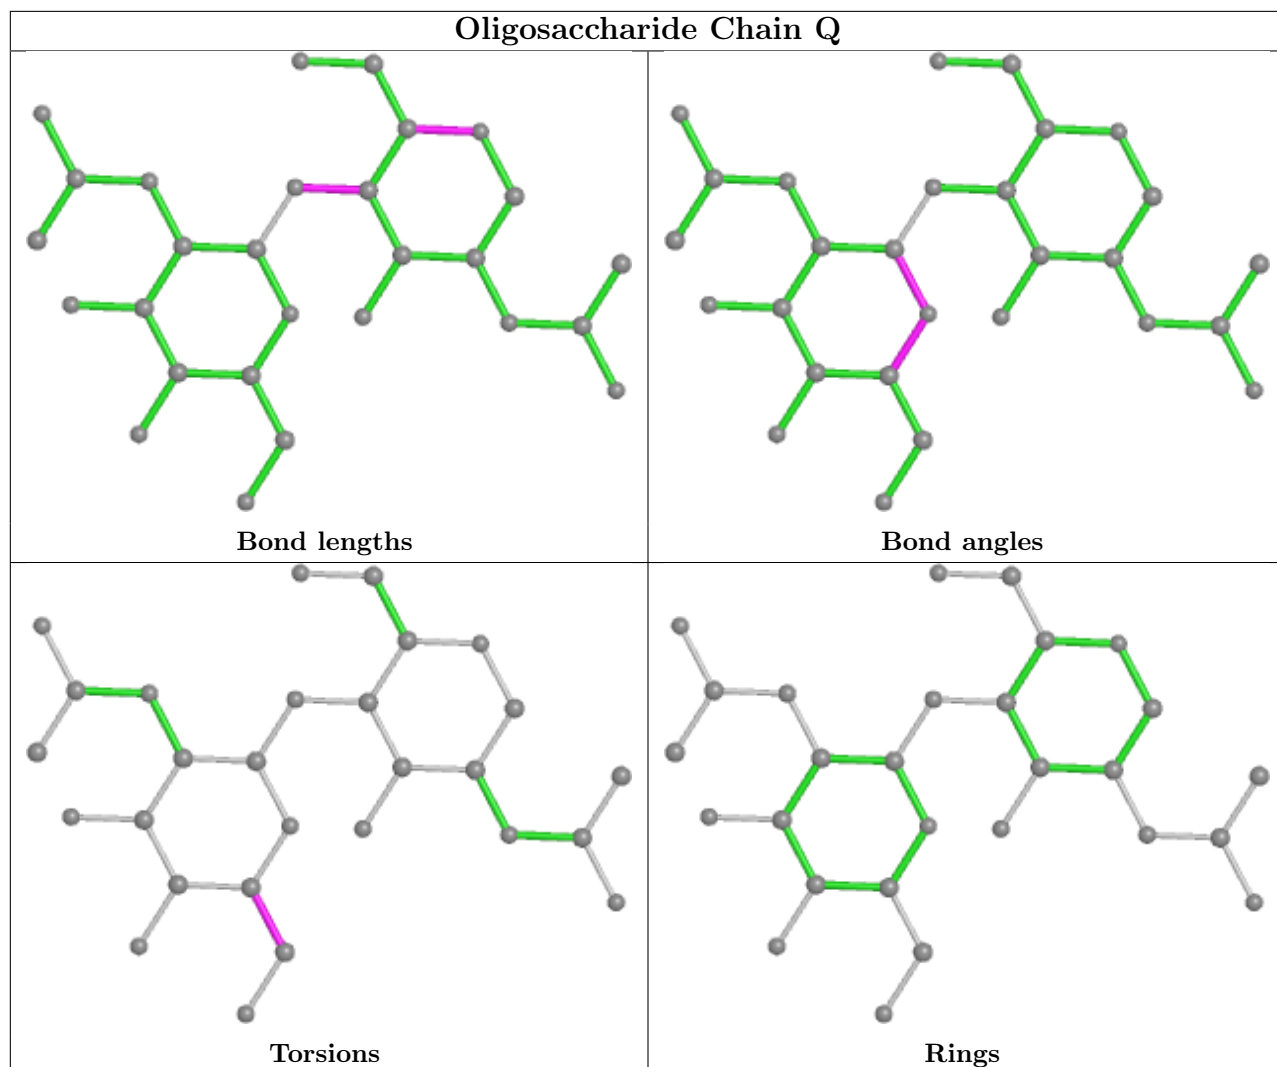 Oligosaccharide Chain Q
Bond lengths
Bond angles
Torsions
Rings